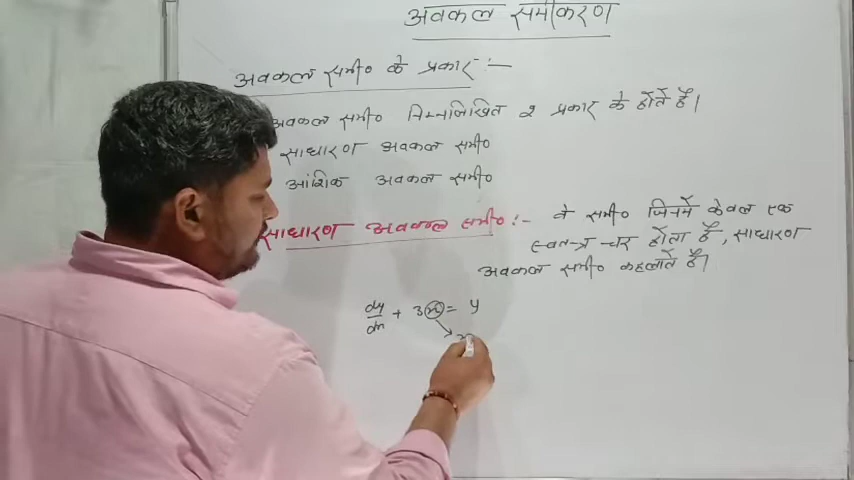 अवकल समीकरण
अवकल समी० के प्रकार :-
अवकल समी० निम्नलिखित 2 प्रकार के होते हैं।
साधारण अवकल समी०
आंशिक अवकल समी०
साधारण अवकल समी० :- वे समी० जिनमें केवल एक
स्वतन्त्र चर होता है, साधारण
अवकल समी० कहलाते हैं।
dy/dx + 3x = y